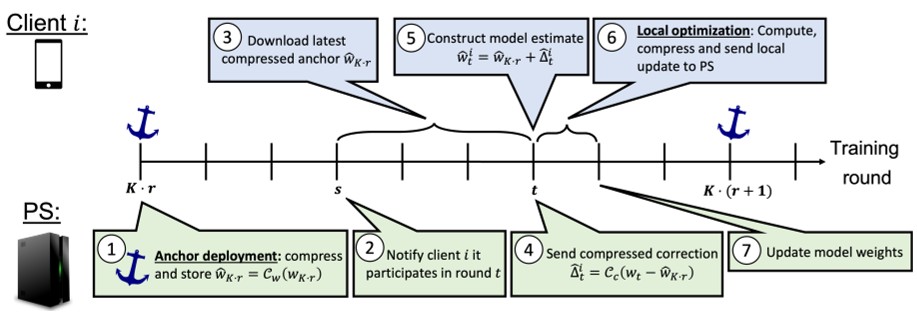 Client i:
3 Download latest
compressed anchor ŵ_{K·r}
5 Construct model estimate
ŵ_t^i = ŵ_{K·r} + Δ̂_t^i
6 Local optimization: Compute,
compress and send local
update to PS
Training
round
K · r
s
t
K · (r + 1)
PS:
1 Anchor deployment: compress
and store ŵ_{K·r} = C_w(w_{K·r})
2 Notify client i it
participates in round t
4 Send compressed correction
Δ̂_t^i = C_c(w_t − ŵ_{K·r})
7 Update model weights